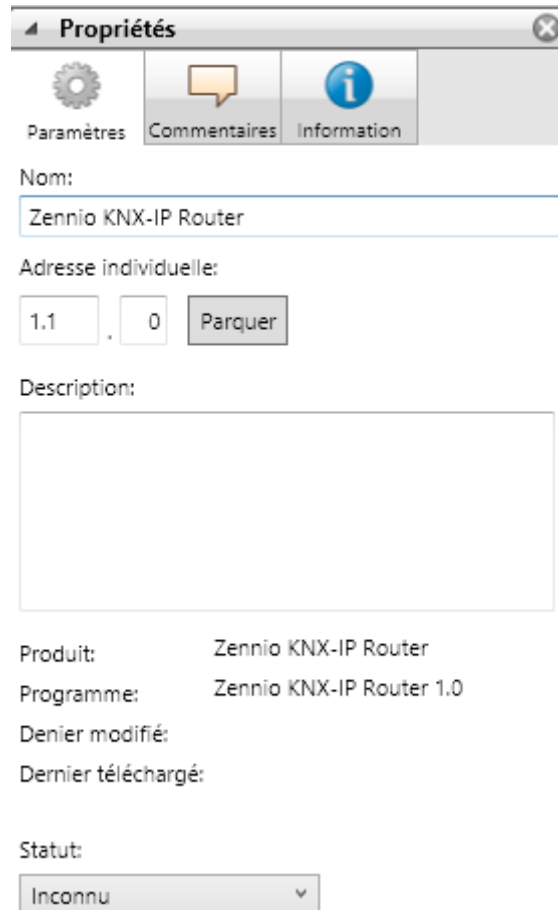 Propriétés
Paramètres Commentaires Information
Nom:
Zennio KNX-IP Router
Adresse individuelle:
1.1 . 0 Parquer
Description:
Produit: Zennio KNX-IP Router
Programme: Zennio KNX-IP Router 1.0
Denier modifié:
Dernier téléchargé:
Statut:
Inconnu